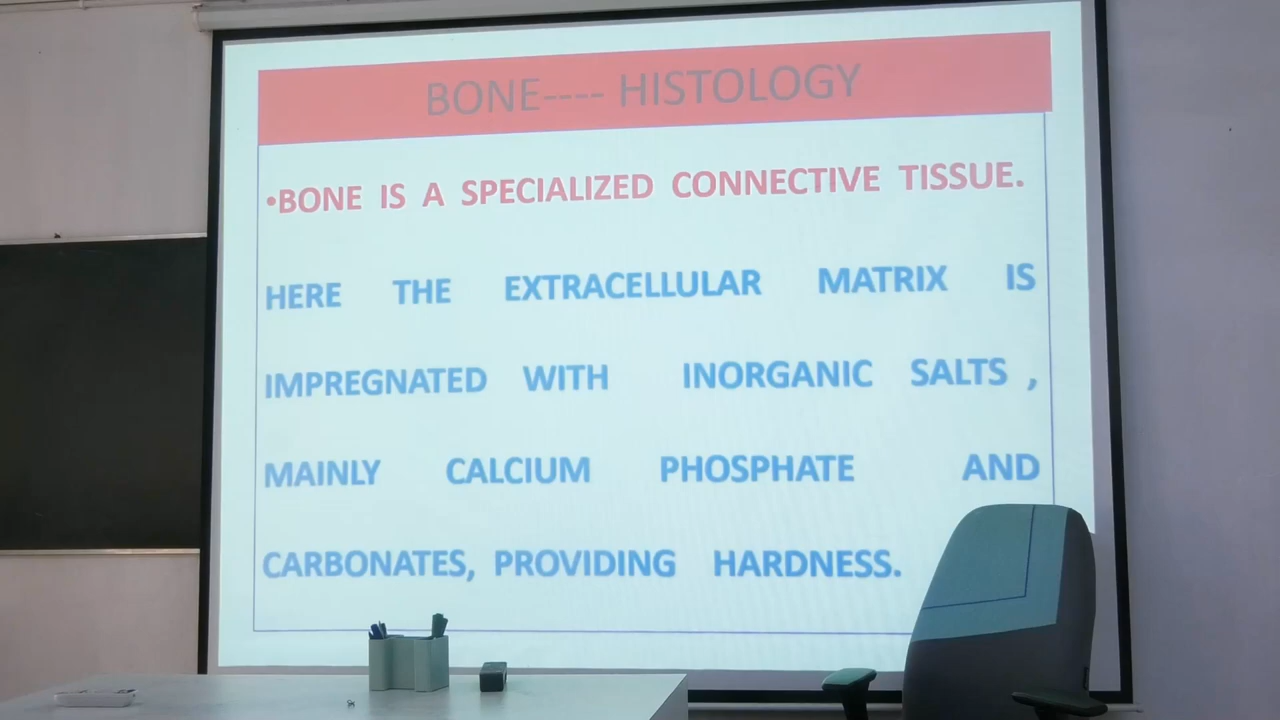 BONE---- HISTOLOGY
•BONE IS A SPECIALIZED CONNECTIVE TISSUE.
HERE THE EXTRACELLULAR MATRIX IS
IMPREGNATED WITH INORGANIC SALTS ,
MAINLY CALCIUM PHOSPHATE AND
CARBONATES, PROVIDING HARDNESS.